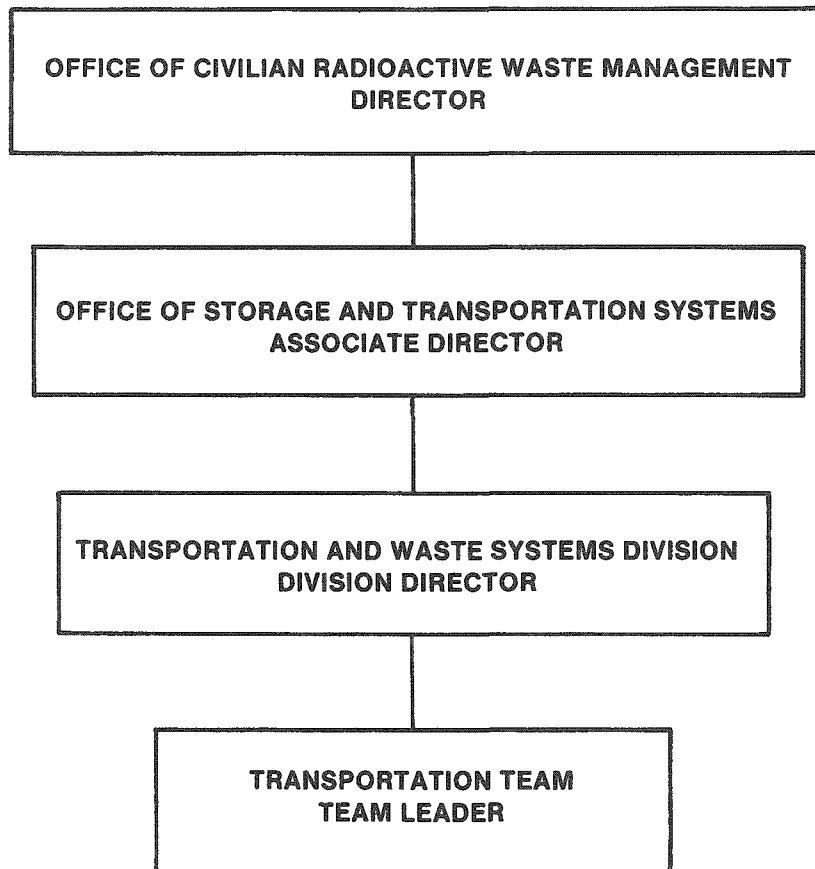 OFFICE OF CIVILIAN RADIOACTIVE WASTE MANAGEMENT
DIRECTOR
OFFICE OF STORAGE AND TRANSPORTATION SYSTEMS
ASSOCIATE DIRECTOR
TRANSPORTATION AND WASTE SYSTEMS DIVISION
DIVISION DIRECTOR
TRANSPORTATION TEAM
TEAM LEADER